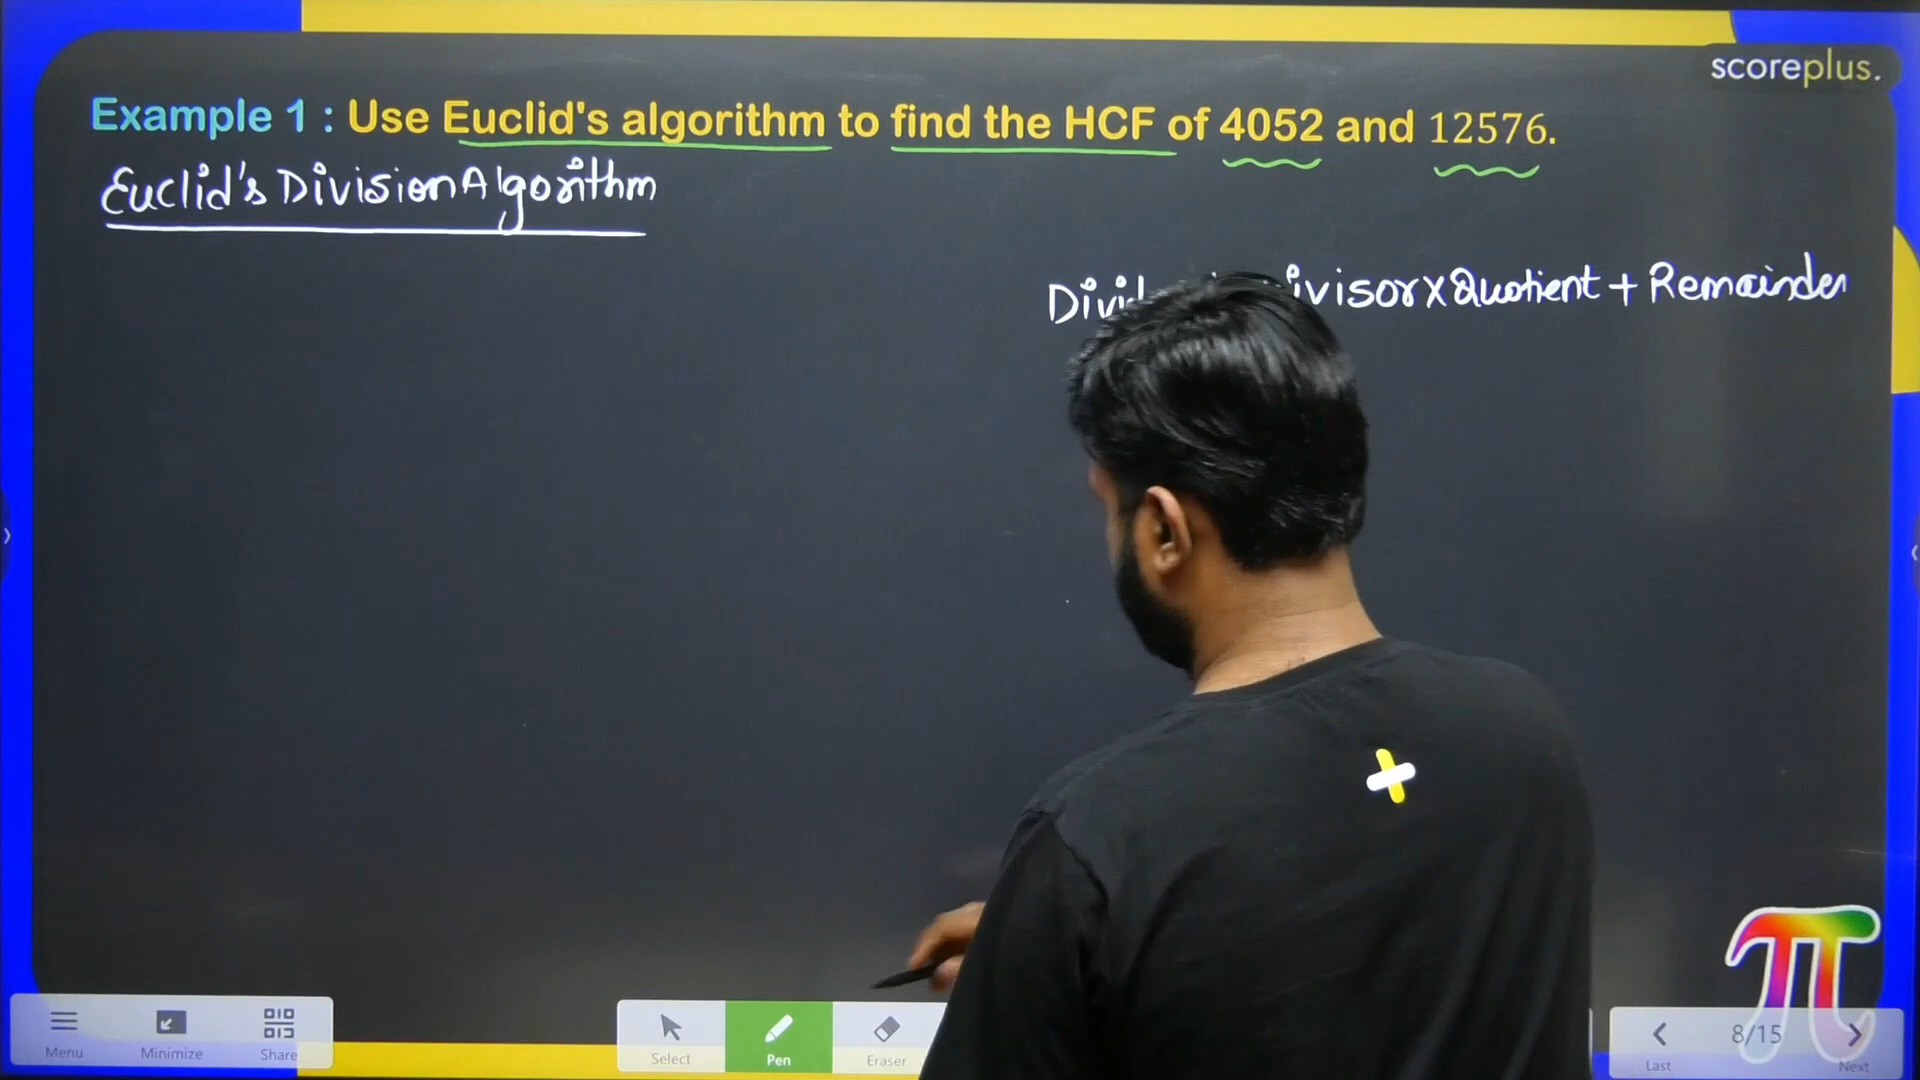 scoreplus.
Example 1 : Use Euclid's algorithm to find the HCF of 4052 and 12576.
Euclid's Division Algorithm
ivisor x Quotient + Remainder
Menu
Minimize
Share
Select
Pen
Eraser
8/15
Last
Next